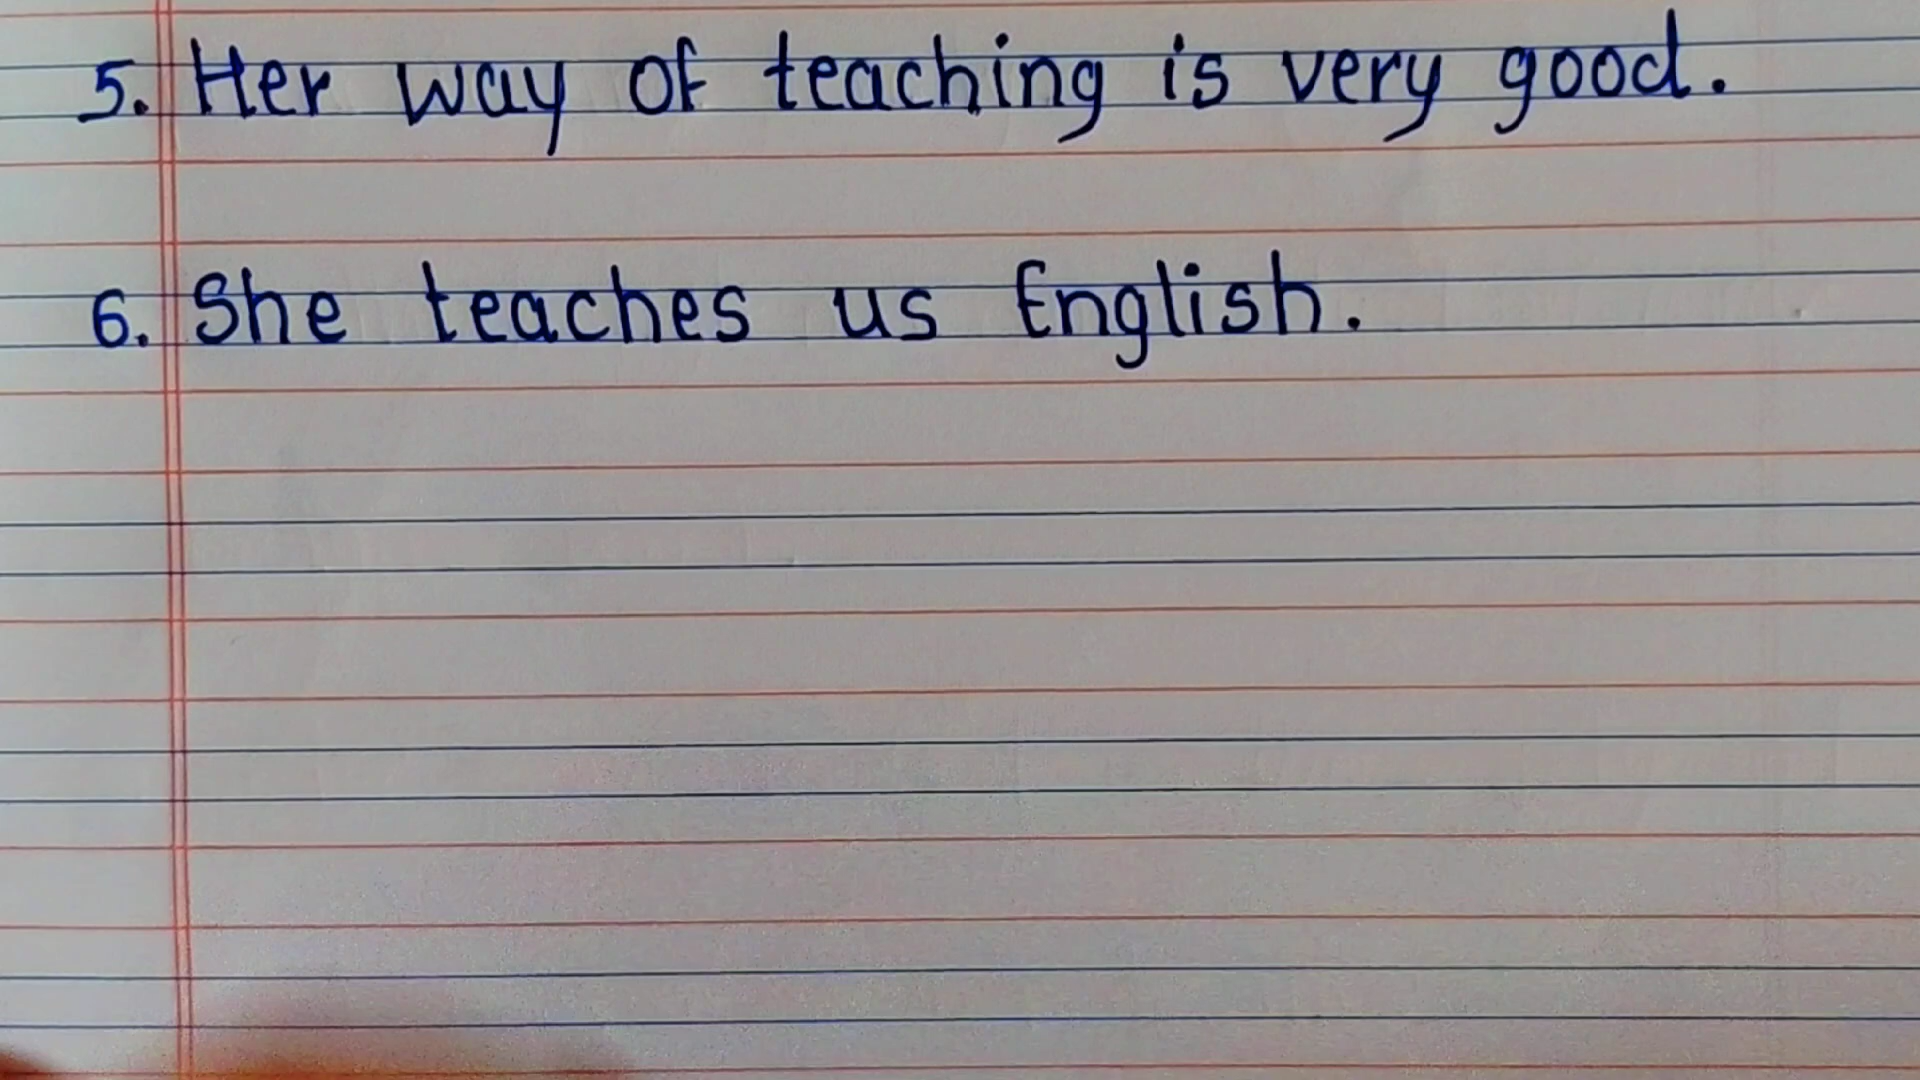 5. Her way of teaching is very good.
6. She teaches us English.